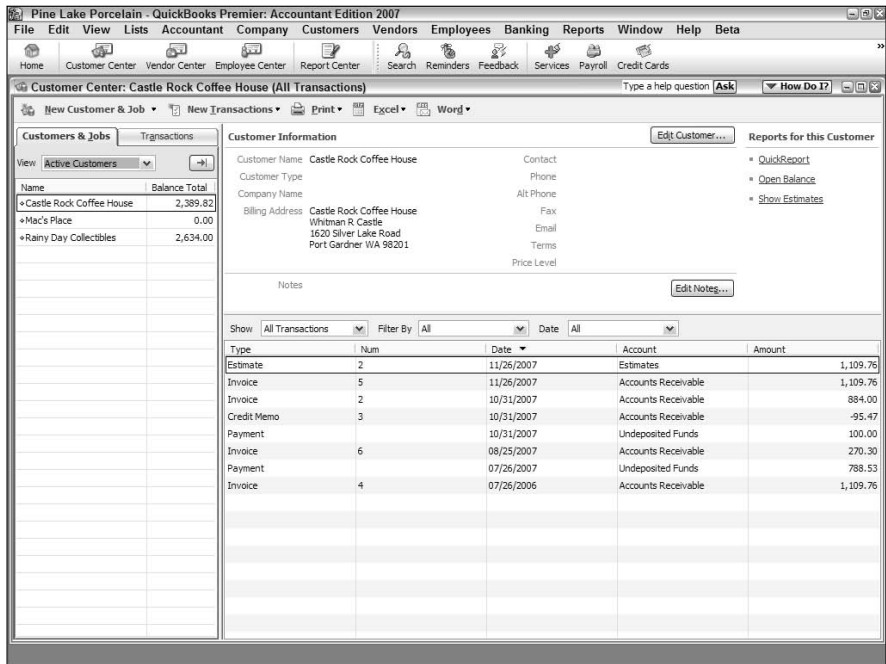 Pine Lake Porcelain - QuickBooks Premier: Accountant Edition 2007
File Edit View Lists Accountant Company Customers Vendors Employees Banking Reports Window Help Beta
Home Customer Center Vendor Center Employee Center Report Center Search Reminders Feedback Services Payroll Credit Cards
Customer Center: Castle Rock Coffee House (All Transactions) Type a help question Ask How Do I?
New Customer & Job New Transactions Print Excel Word
Customers & Jobs Transactions
View Active Customers
Name Balance Total
Castle Rock Coffee House 2,389.82
Mac's Place 0.00
Rainy Day Collectibles 2,634.00
Customer Information Edit Customer...
Customer Name Castle Rock Coffee House
Customer Type
Company Name
Billing Address Castle Rock Coffee House
Whitman R Castle
1620 Silver Lake Road
Port Gardner WA 98201
Contact
Phone
Alt Phone
Fax
Email
Terms
Price Level
Notes Edit Notes...
Reports for this Customer
QuickReport
Open Balance
Show Estimates
Show All Transactions Filter By All Date All
Type Num Date Account Amount
Estimate 2 11/26/2007 Estimates 1,109.76
Invoice 5 11/26/2007 Accounts Receivable 1,109.76
Invoice 2 10/31/2007 Accounts Receivable 884.00
Credit Memo 3 10/31/2007 Accounts Receivable -95.47
Payment 10/31/2007 Undeposited Funds 100.00
Invoice 6 08/25/2007 Accounts Receivable 270.30
Payment 07/26/2007 Undeposited Funds 788.53
Invoice 4 07/26/2006 Accounts Receivable 1,109.76